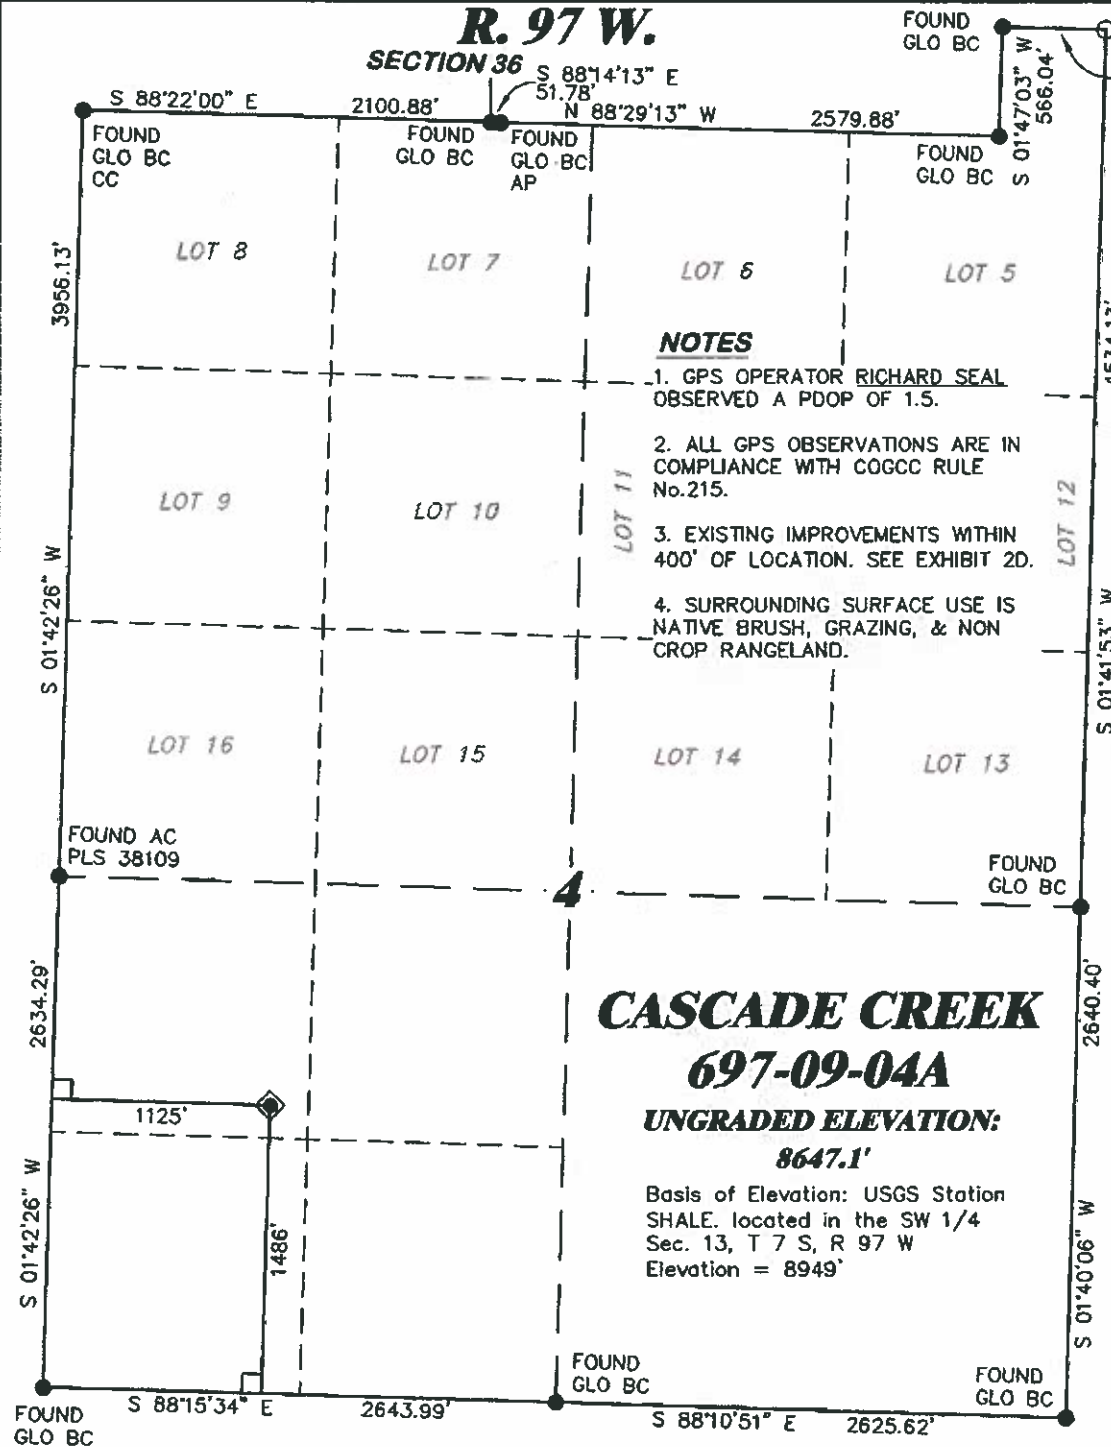 R. 97 W.
SECTION 36
FOUND
GLO BC
S 88°14'13" E
51.78'
S 88°22'00" E
2100.88'
N 88°29'13" W
2579.88'
S 01°47'03" W
566.04'
FOUND
GLO BC
CC
FOUND
GLO BC
FOUND
GLO BC
AP
FOUND
GLO BC
3956.13'
LOT 8
LOT 7
LOT 6
LOT 5
NOTES
1. GPS OPERATOR RICHARD SEAL
OBSERVED A PDOP OF 1.5.
2. ALL GPS OBSERVATIONS ARE IN
COMPLIANCE WITH COGCC RULE
No.215.
3. EXISTING IMPROVEMENTS WITHIN
400' OF LOCATION. SEE EXHIBIT 2D.
4. SURROUNDING SURFACE USE IS
NATIVE BRUSH, GRAZING, & NON
CROP RANGELAND.
LOT 9
LOT 10
LOT 11
LOT 12
S 01°42'26" W
S 01°41'53" W
LOT 16
LOT 15
LOT 14
LOT 13
FOUND AC
PLS 38109
4
FOUND
GLO BC
2634.29'
2640.40'
CASCADE CREEK
697-09-04A
UNGRADED ELEVATION:
8647.1'
Basis of Elevation: USGS Station
SHALE. located in the SW 1/4
Sec. 13, T 7 S, R 97 W
Elevation = 8949'
1125'
1486'
S 01°42'26" W
S 01°40'06" W
FOUND
GLO BC
S 88°15'34" E
2643.99'
FOUND
GLO BC
S 88°10'51" E
2625.62'
FOUND
GLO BC